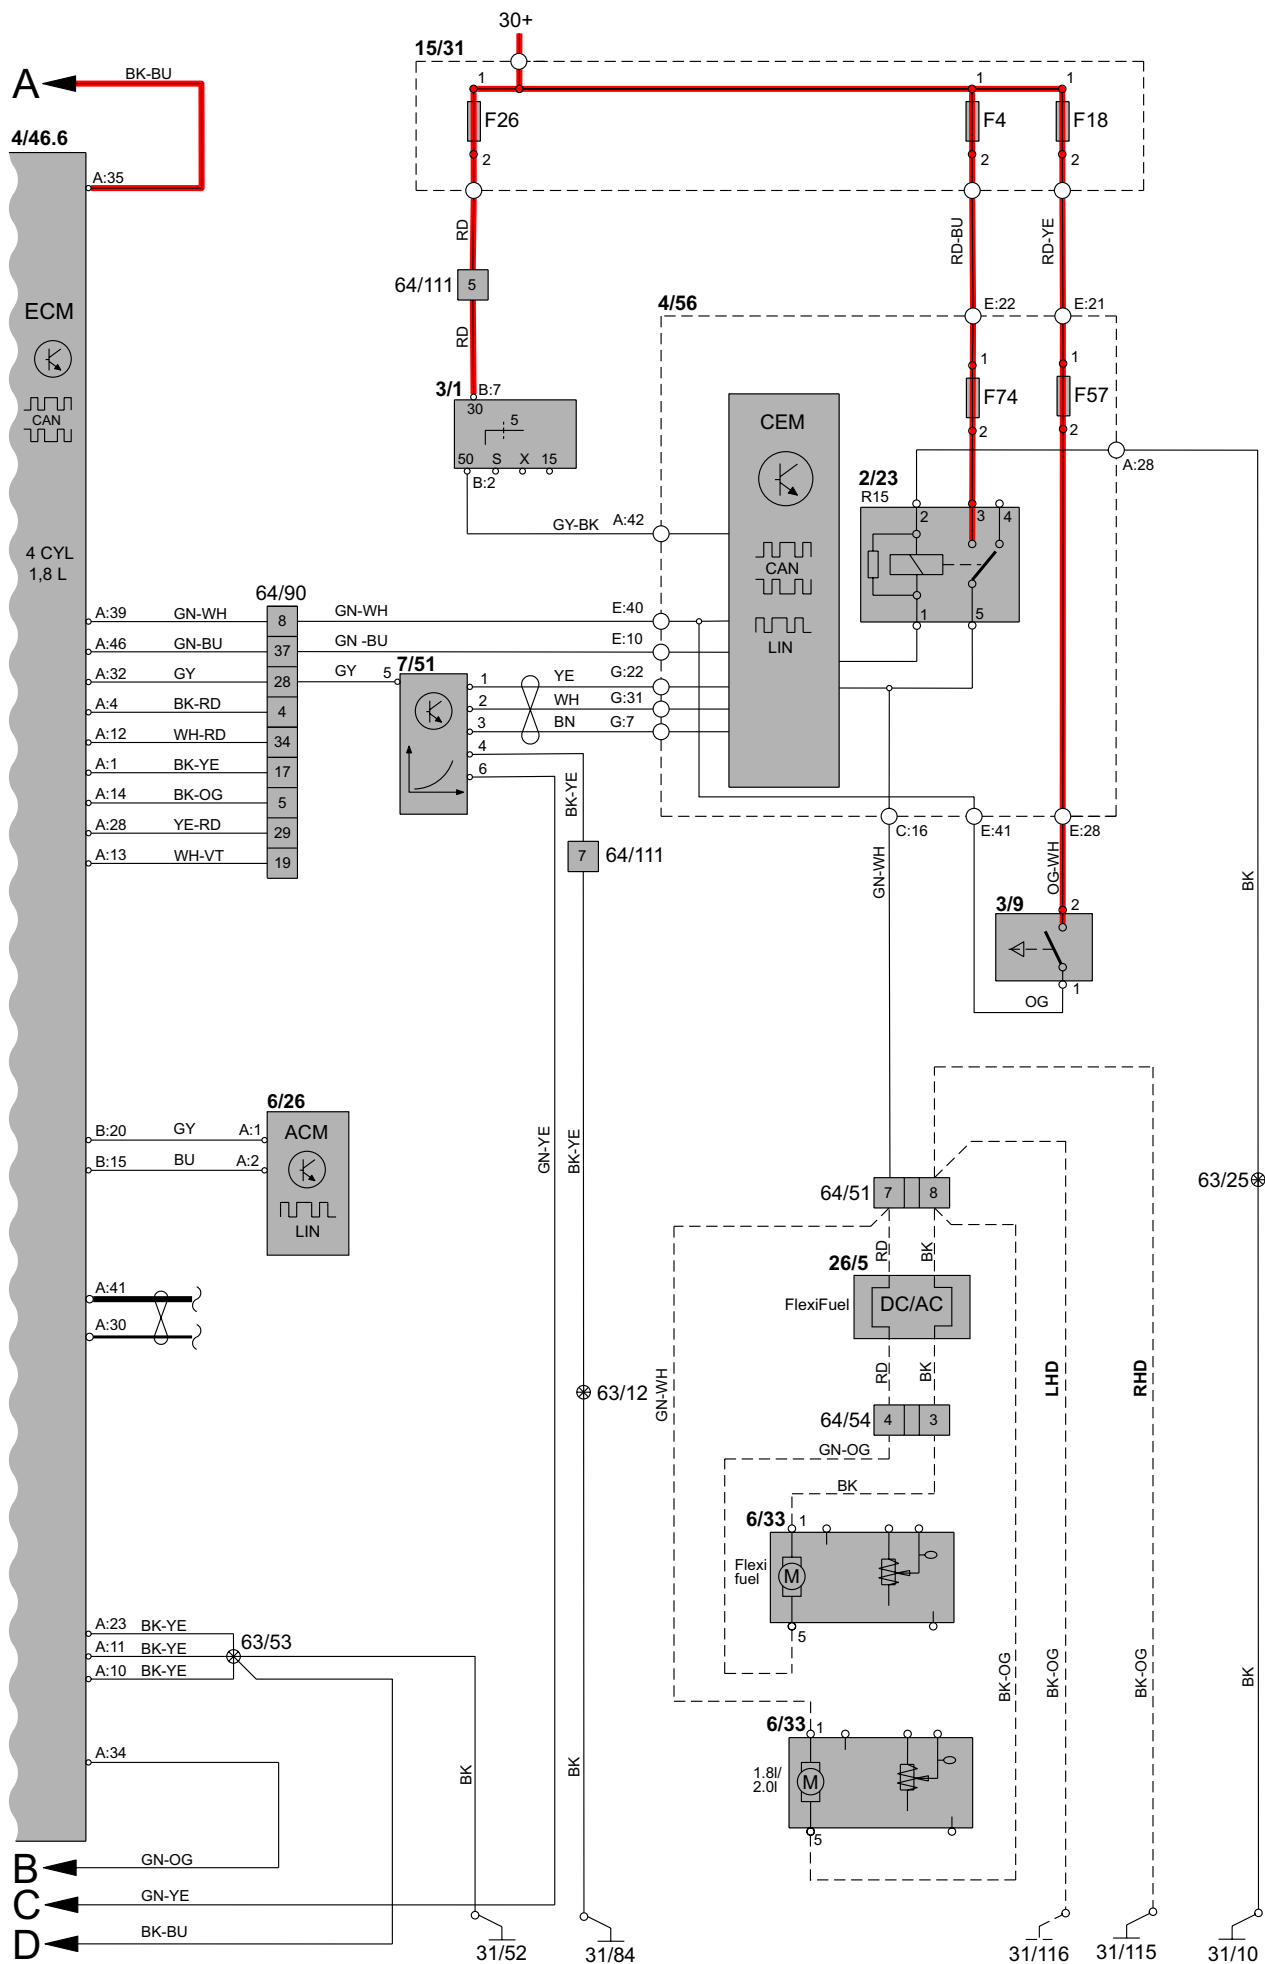 30+
15/31
A
BK-BU
1
F26
2
1
F4
2
1
F18
2
4/46.6
A:35
RD
64/111
5
RD
RD-BU
RD-YE
4/56
E:22
E:21
ECM
CAN
4 CYL
1,8 L
3/1
B:7
30
5
50
S
X
15
B:2
GY-BK
A:42
CEM
CAN
LIN
1
F74
2
1
F57
2
A:28
2/23
R15
2
3
4
1
5
A:39
GN-WH
64/90
8
GN-WH
E:40
A:46
GN-BU
37
GN -BU
E:10
A:32
GY
28
GY
5
7/51
1
YE
G:22
2
WH
G:31
3
BN
G:7
4
6
A:4
BK-RD
4
A:12
WH-RD
34
A:1
BK-YE
17
A:14
BK-OG
5
A:28
YE-RD
29
A:13
WH-VT
19
BK-YE
7
64/111
C:16
E:41
E:28
GN-WH
OG-WH
BK
3/9
2
1
OG
6/26
B:20
GY
A:1
ACM
B:15
BU
A:2
LIN
GN-YE
BK-YE
64/51
7
8
63/25
RD
BK
26/5
FlexiFuel
DC/AC
A:41
A:30
RD
BK
GN-WH
LHD
RHD
63/12
64/54
4
3
GN-OG
BK
6/33
1
Flexi
fuel
M
5
A:23
BK-YE
A:11
BK-YE
A:10
BK-YE
63/53
BK-OG
BK-OG
BK-OG
BK
6/33
1
1.8l/
2.0l
M
5
A:34
BK
BK
B
GN-OG
C
GN-YE
D
BK-BU
31/52
31/84
31/116
31/115
31/10